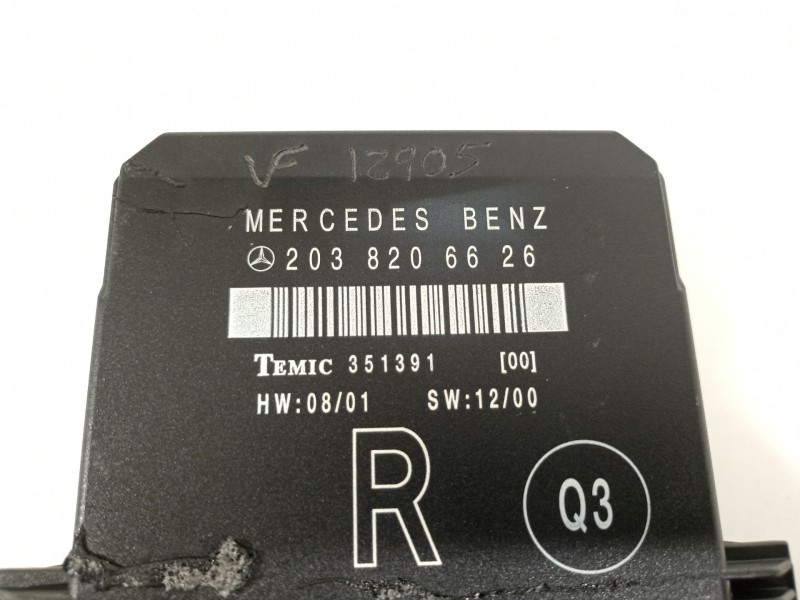 VF 12905
MERCEDES BENZ
203 820 66 26
TEMIC 351391 [00]
HW:08/01 SW:12/00
R
Q3